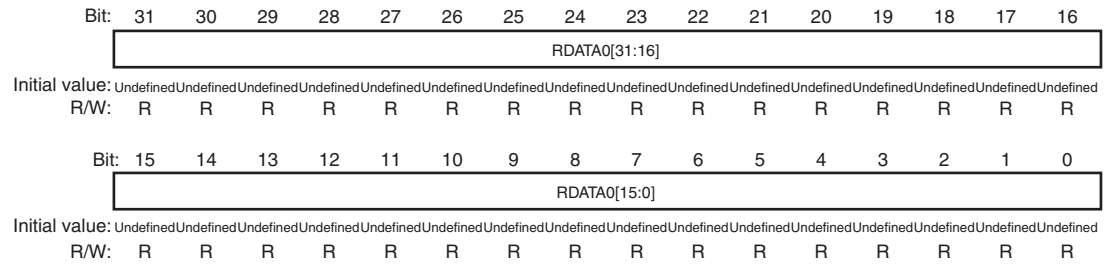 Bit: 31 30 29 28 27 26 25 24 23 22 21 20 19 18 17 16
RDATA0[31:16]
Initial value: Undefined Undefined Undefined Undefined Undefined Undefined Undefined Undefined Undefined Undefined Undefined Undefined Undefined Undefined Undefined Undefined
R/W: R R R R R R R R R R R R R R R R
Bit: 15 14 13 12 11 10 9 8 7 6 5 4 3 2 1 0
RDATA0[15:0]
Initial value: Undefined Undefined Undefined Undefined Undefined Undefined Undefined Undefined Undefined Undefined Undefined Undefined Undefined Undefined Undefined Undefined
R/W: R R R R R R R R R R R R R R R R